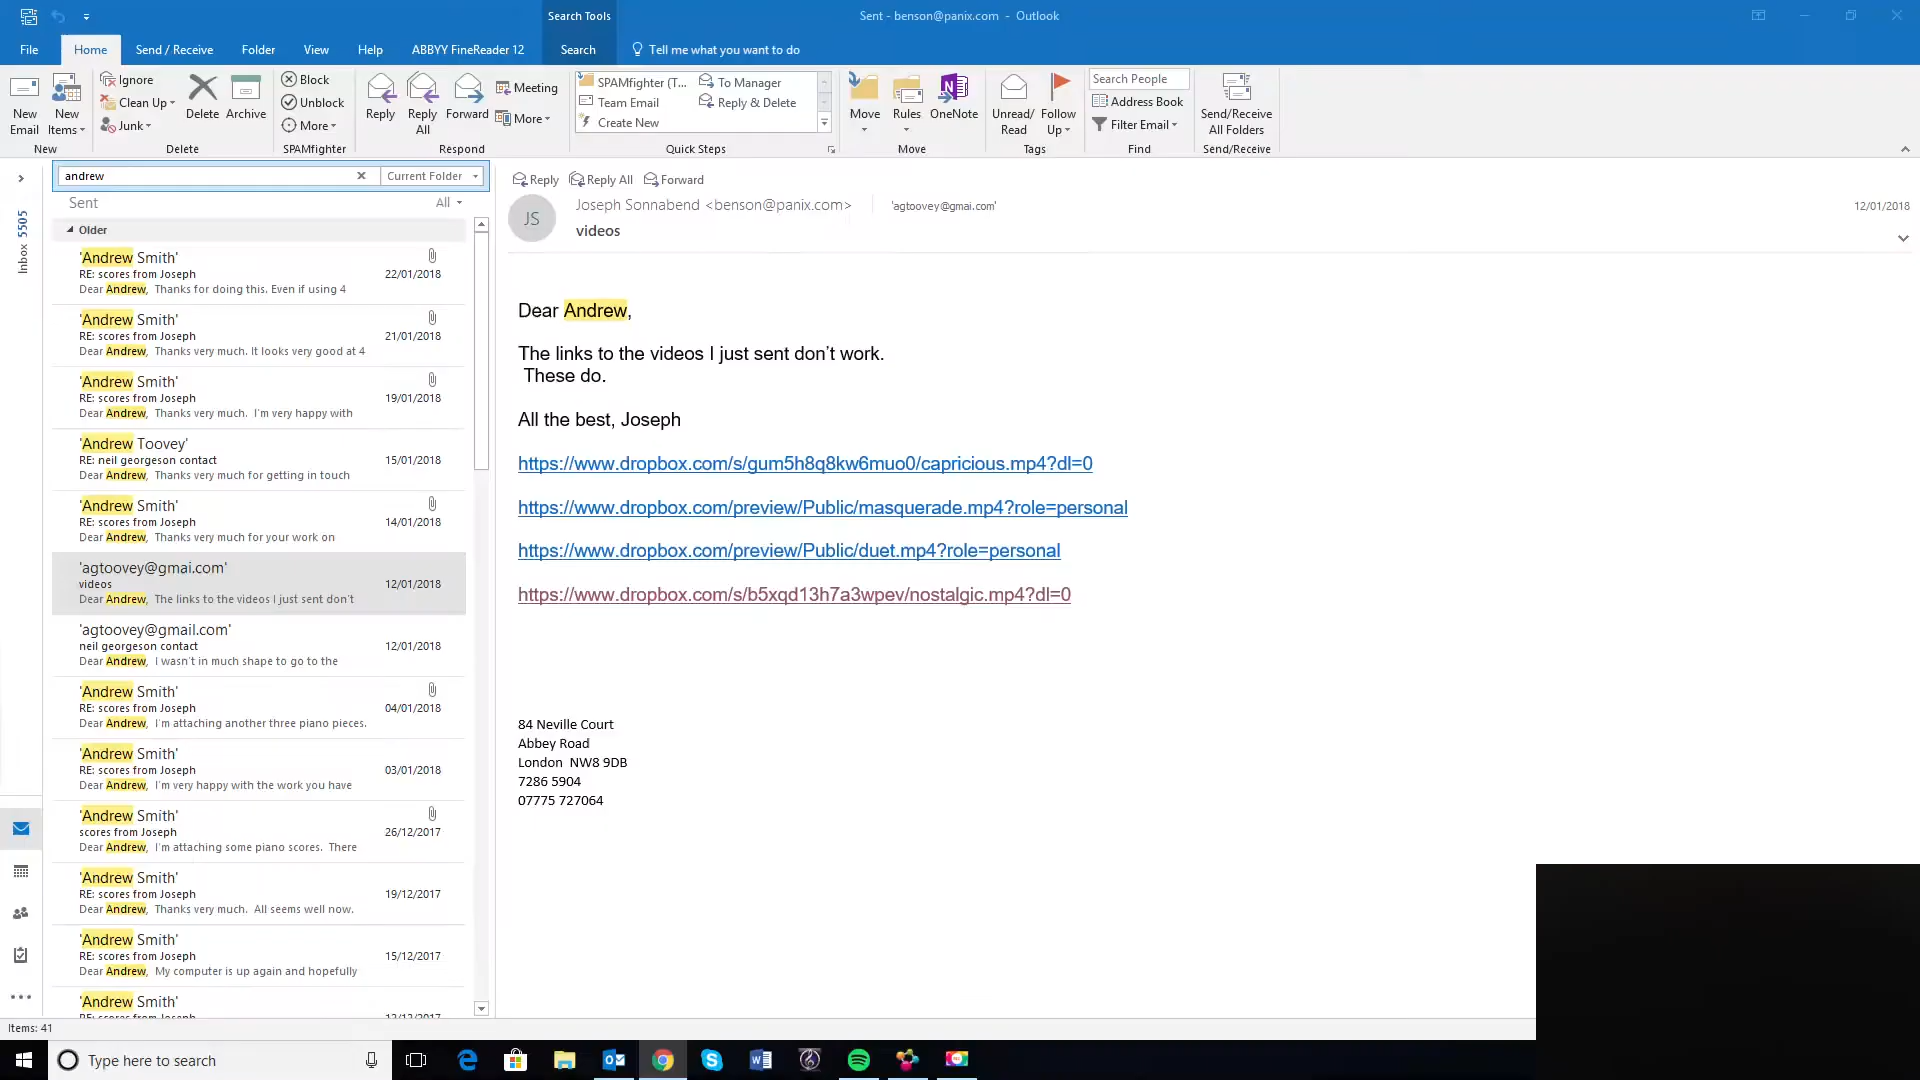 Search Tools
Sent - benson@panix.com - Outlook
File
Home
Send / Receive
Folder
View
Help
ABBYY FineReader 12
Search
Tell me what you want to do
New Email
New Items
New
Ignore
Clean Up
Junk
Delete
Archive
Delete
Block
Unblock
More
SPAMfighter
Reply
Reply All
Forward
Meeting
More
Respond
SPAMfighter (T...
To Manager
Team Email
Reply & Delete
Create New
Quick Steps
Move
Rules
OneNote
Move
Unread/ Read
Follow Up
Tags
Search People
Address Book
Filter Email
Find
Send/Receive All Folders
Send/Receive
andrew
Current Folder
Sent
All
Inbox 5505
Older
'Andrew Smith'
RE: scores from Joseph 22/01/2018
Dear Andrew, Thanks for doing this. Even if using 4
'Andrew Smith'
RE: scores from Joseph 21/01/2018
Dear Andrew, Thanks very much. It looks very good at 4
'Andrew Smith'
RE: scores from Joseph 19/01/2018
Dear Andrew, Thanks very much. I'm very happy with
'Andrew Toovey'
RE: neil georgeson contact 15/01/2018
Dear Andrew, Thanks very much for getting in touch
'Andrew Smith'
RE: scores from Joseph 14/01/2018
Dear Andrew, Thanks very much for your work on
'agtoovey@gmai.com'
videos 12/01/2018
Dear Andrew, The links to the videos I just sent don't
'agtoovey@gmail.com'
neil georgeson contact 12/01/2018
Dear Andrew, I wasn't in much shape to go to the
'Andrew Smith'
RE: scores from Joseph 04/01/2018
Dear Andrew, I'm attaching another three piano pieces.
'Andrew Smith'
RE: scores from Joseph 03/01/2018
Dear Andrew, I'm very happy with the work you have
'Andrew Smith'
scores from Joseph 26/12/2017
Dear Andrew, I'm attaching some piano scores. There
'Andrew Smith'
RE: scores from Joseph 19/12/2017
Dear Andrew, Thanks very much. All seems well now.
'Andrew Smith'
RE: scores from Joseph 15/12/2017
Dear Andrew, My computer is up again and hopefully
'Andrew Smith'
Reply
Reply All
Forward
JS
Joseph Sonnabend <benson@panix.com>
'agtoovey@gmai.com'
12/01/2018
videos
Dear Andrew,
The links to the videos I just sent don't work.
These do.
All the best, Joseph
https://www.dropbox.com/s/gum5h8q8kw6muo0/capricious.mp4?dl=0
https://www.dropbox.com/preview/Public/masquerade.mp4?role=personal
https://www.dropbox.com/preview/Public/duet.mp4?role=personal
https://www.dropbox.com/s/b5xqd13h7a3wpev/nostalgic.mp4?dl=0
84 Neville Court
Abbey Road
London NW8 9DB
7286 5904
07775 727064
Items: 41
Type here to search